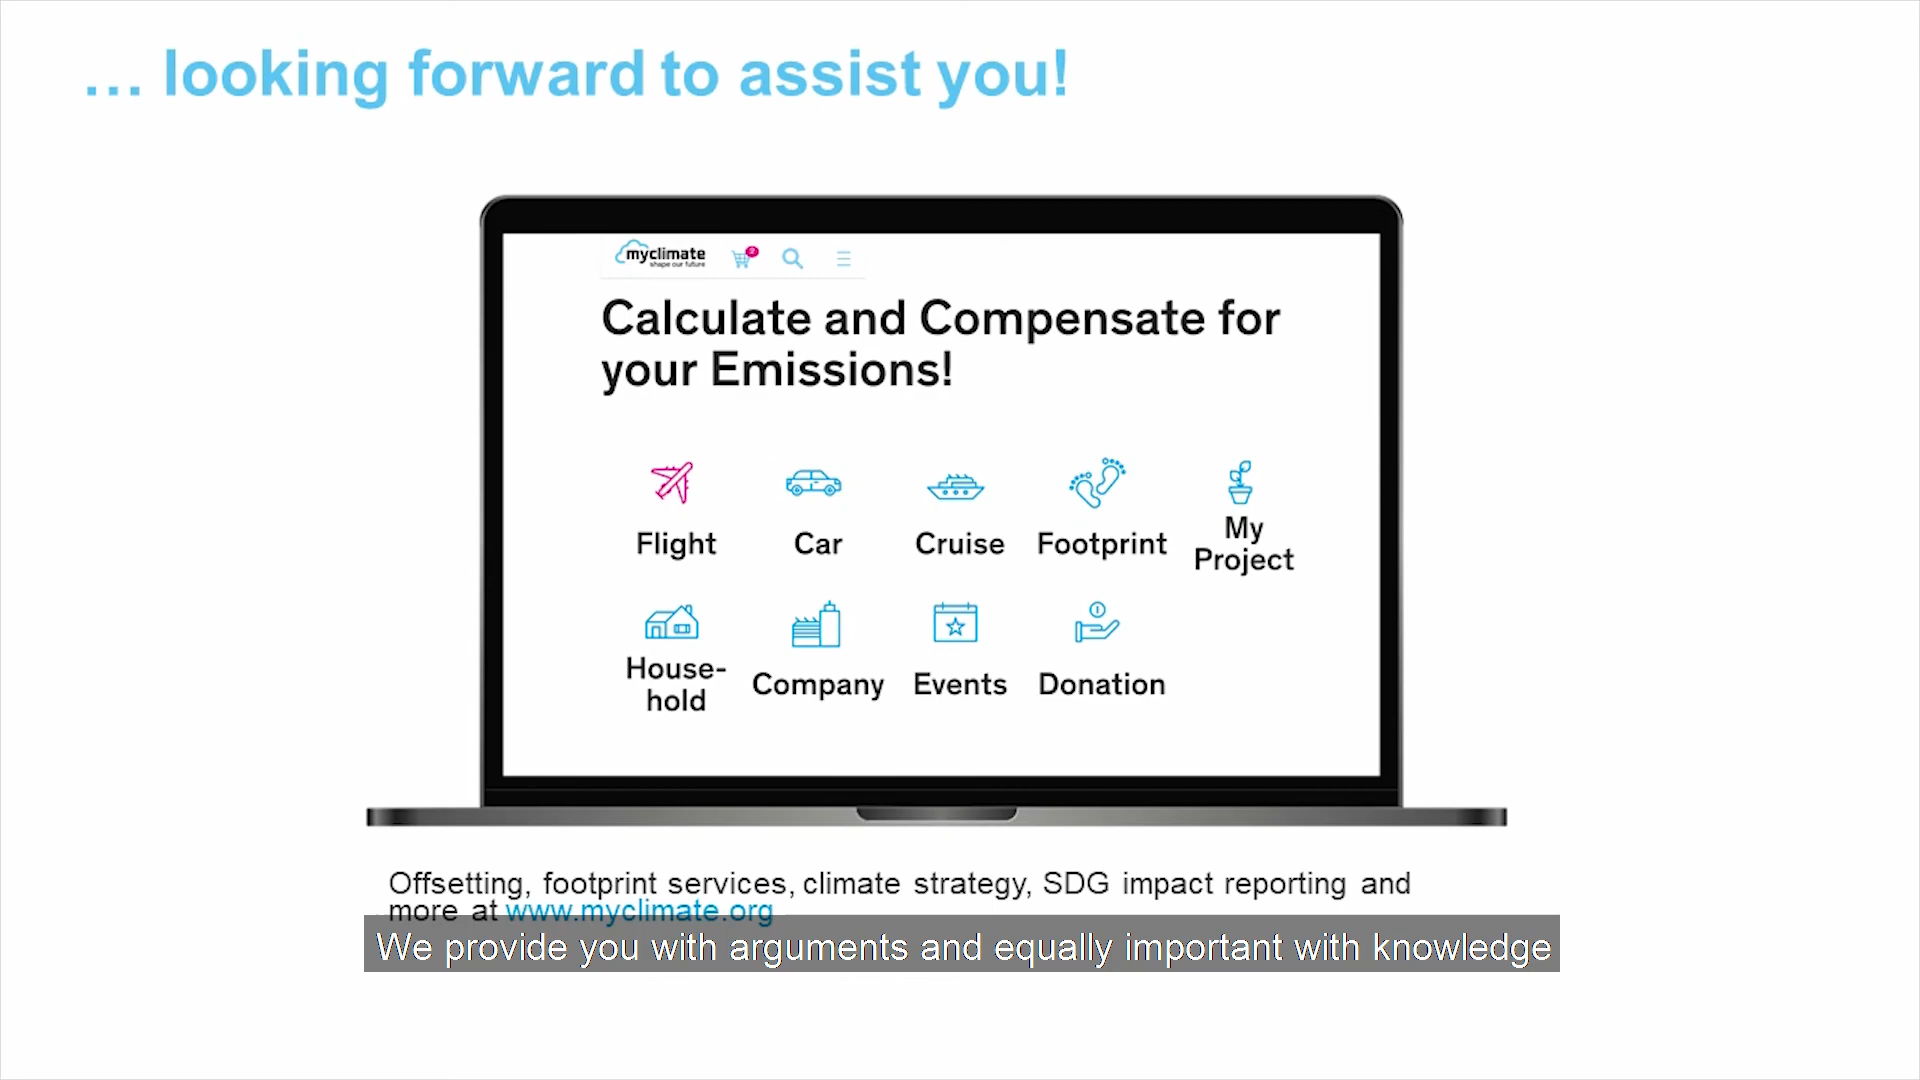 ... looking forward to assist you!
myclimate
shape our future
2
Calculate and Compensate for
your Emissions!
Flight
Car
Cruise
Footprint
My
Project
House-
hold
Company
Events
Donation
Offsetting, footprint services, climate strategy, SDG impact reporting and
more at www.myclimate.org
We provide you with arguments and equally important with knowledge